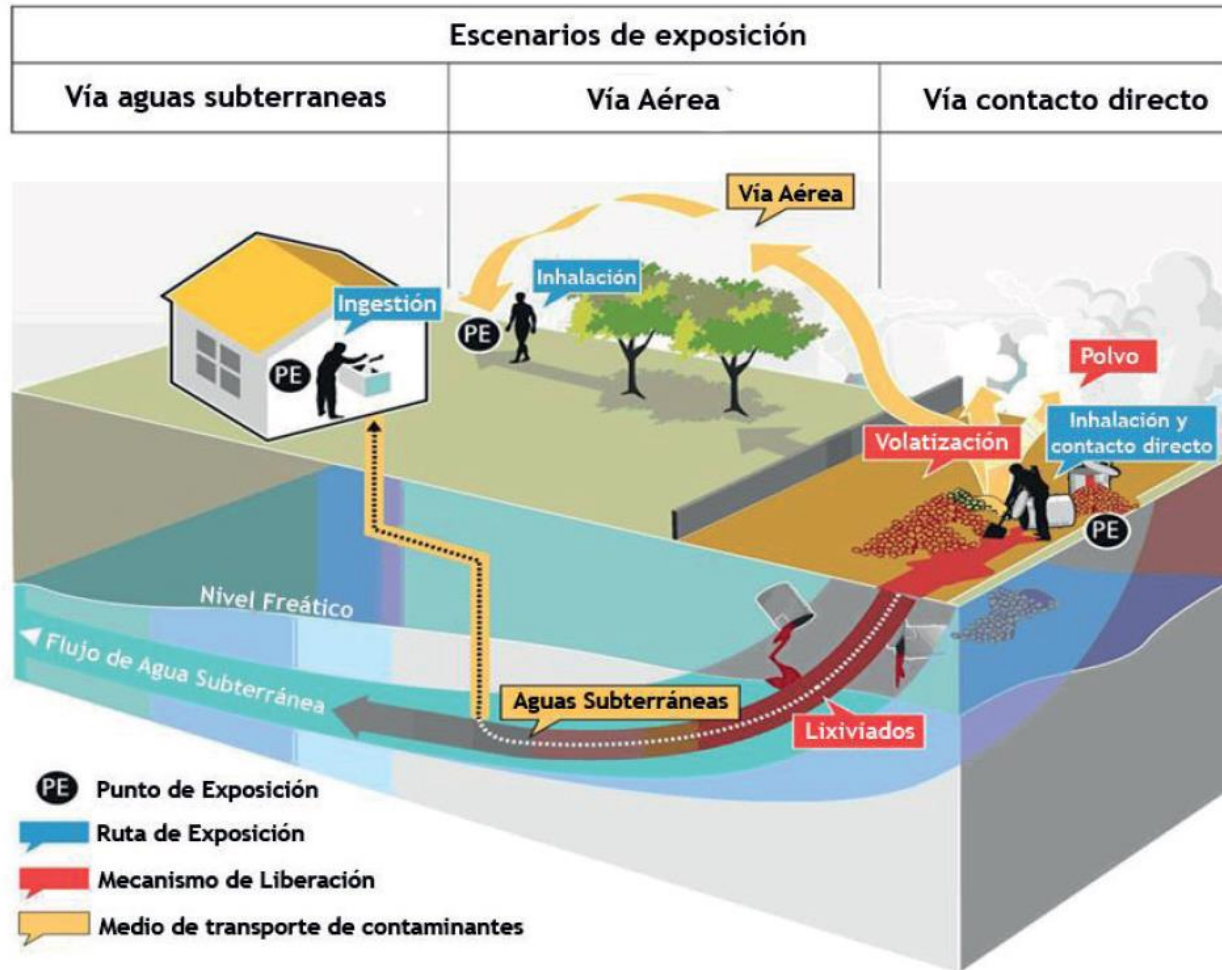 Escenarios de exposición
Vía aguas subterraneas
Vía Aérea
Vía contacto directo
Vía Aérea
Inhalación
Ingestión
PE
PE
Polvo
Inhalación y
contacto directo
Volatización
PE
Nivel Freático
Flujo de Agua Subterránea
Aguas Subterráneas
Lixiviados
PE Punto de Exposición
Ruta de Exposición
Mecanismo de Liberación
Medio de transporte de contaminantes